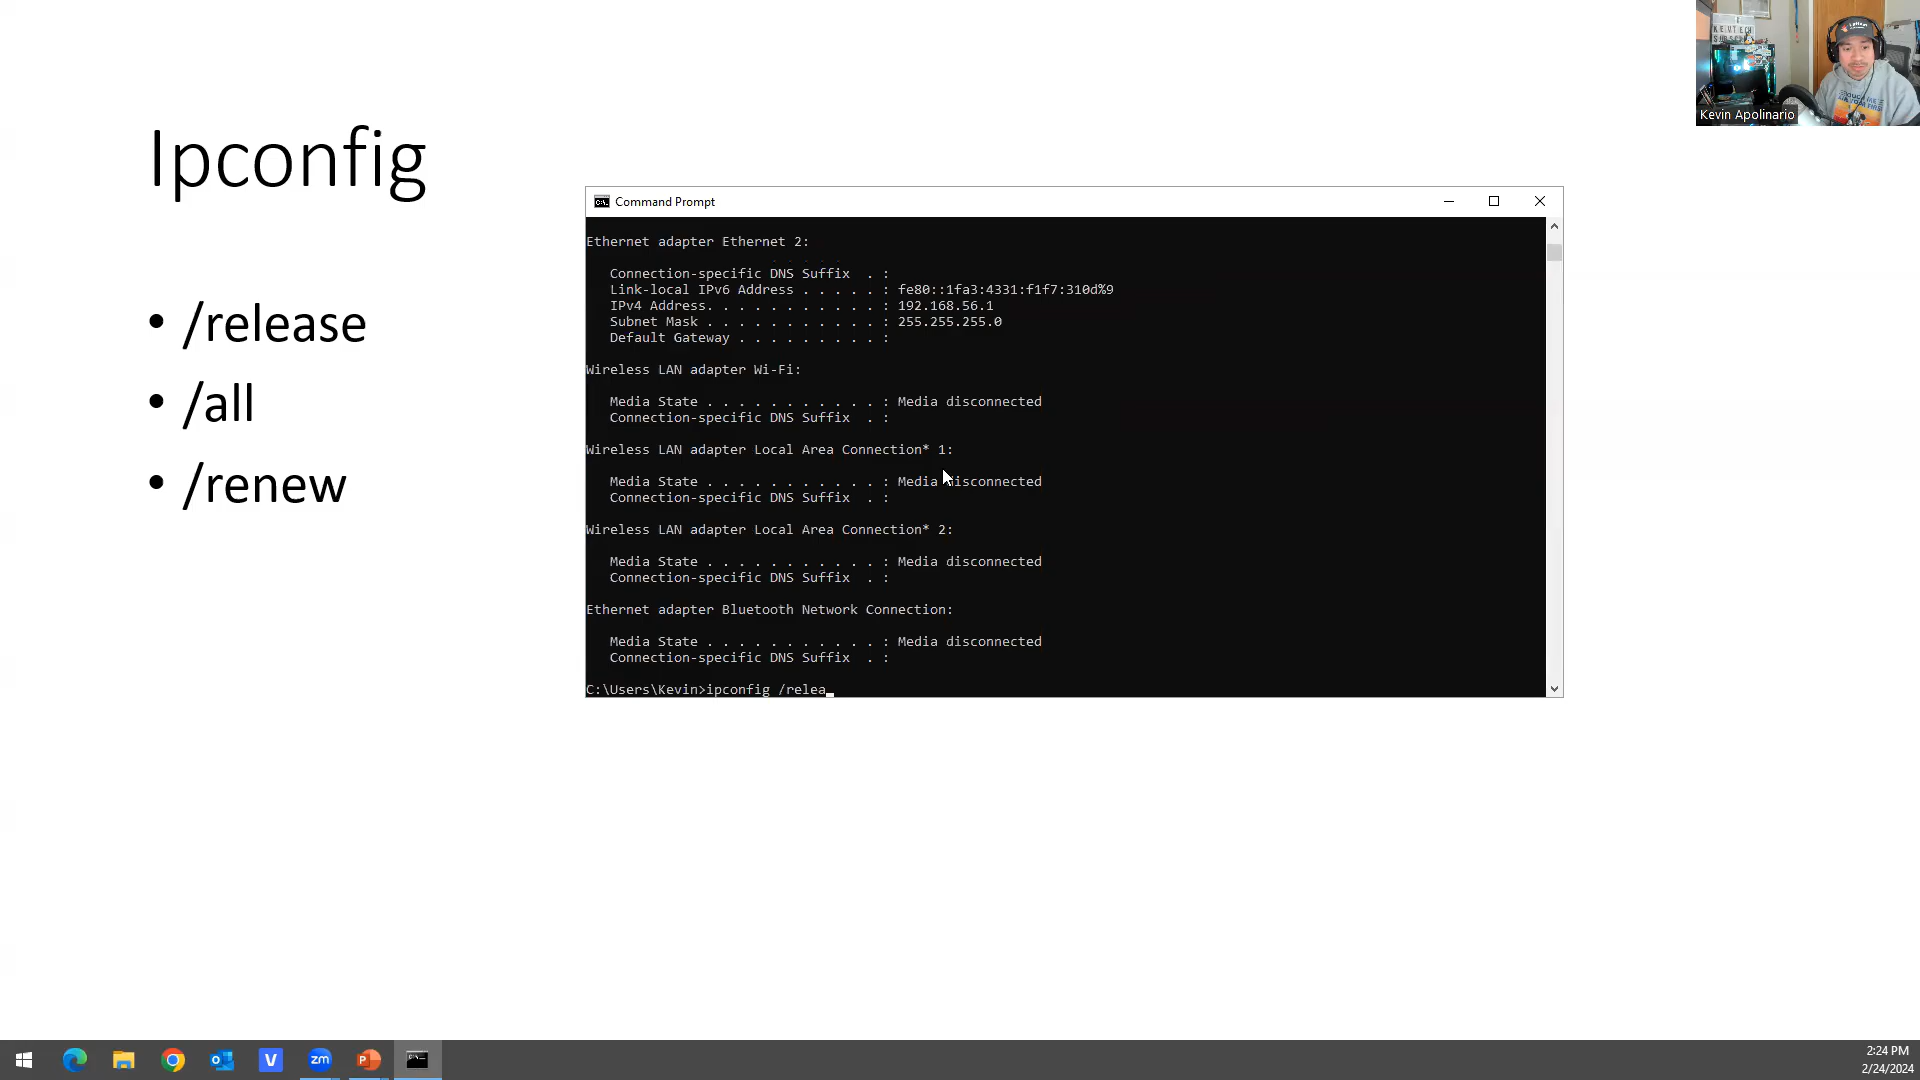 KEVTECH
Kevin Apolinario
Ipconfig
• /release
• /all
• /renew
Command Prompt
Ethernet adapter Ethernet 2:
Connection-specific DNS Suffix  . :
Link-local IPv6 Address . . . . . : fe80::1fa3:4331:f1f7:310d%9
IPv4 Address. . . . . . . . . . . : 192.168.56.1
Subnet Mask . . . . . . . . . . . : 255.255.255.0
Default Gateway . . . . . . . . . :
Wireless LAN adapter Wi-Fi:
Media State . . . . . . . . . . . : Media disconnected
Connection-specific DNS Suffix  . :
Wireless LAN adapter Local Area Connection* 1:
Media State . . . . . . . . . . . : Media disconnected
Connection-specific DNS Suffix  . :
Wireless LAN adapter Local Area Connection* 2:
Media State . . . . . . . . . . . : Media disconnected
Connection-specific DNS Suffix  . :
Ethernet adapter Bluetooth Network Connection:
Media State . . . . . . . . . . . : Media disconnected
Connection-specific DNS Suffix  . :
C:\Users\Kevin>ipconfig /relea_
V
zm
2:24 PM
2/24/2024